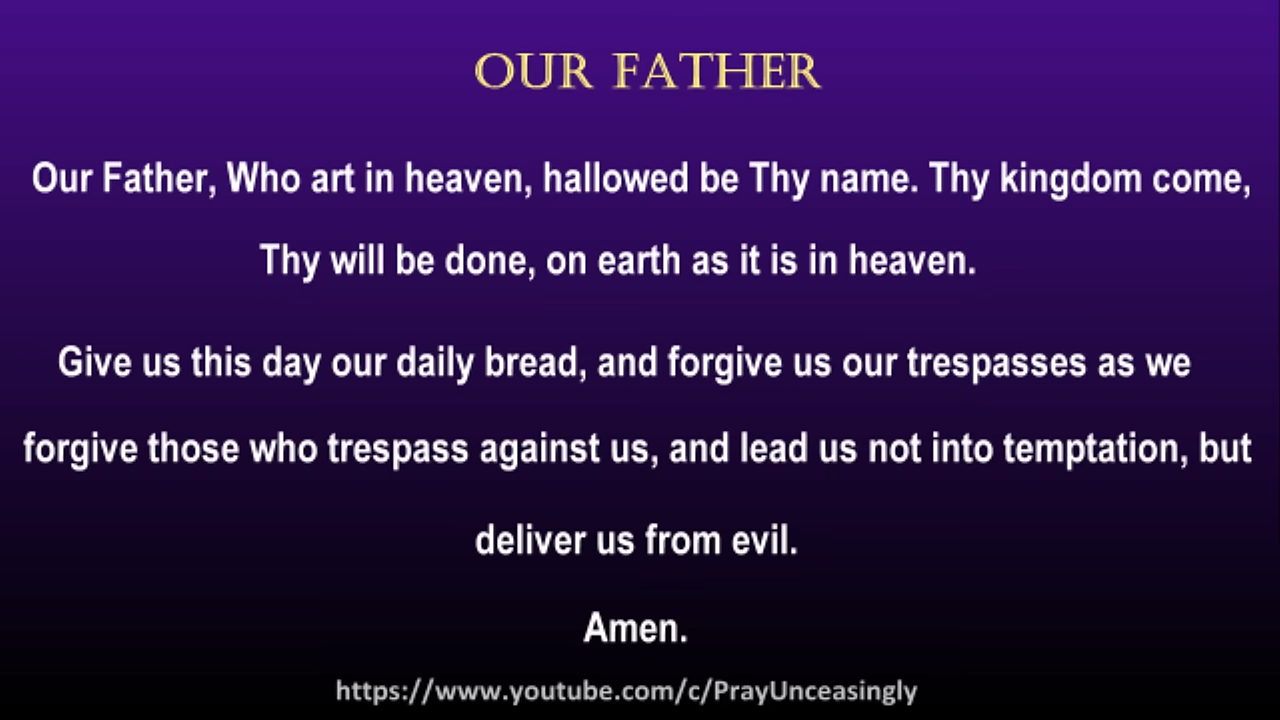 OUR FATHER
Our Father, Who art in heaven, hallowed be Thy name. Thy kingdom come,
Thy will be done, on earth as it is in heaven.
Give us this day our daily bread, and forgive us our trespasses as we
forgive those who trespass against us, and lead us not into temptation, but
deliver us from evil.
Amen.
https://www.youtube.com/c/PrayUnceasingly